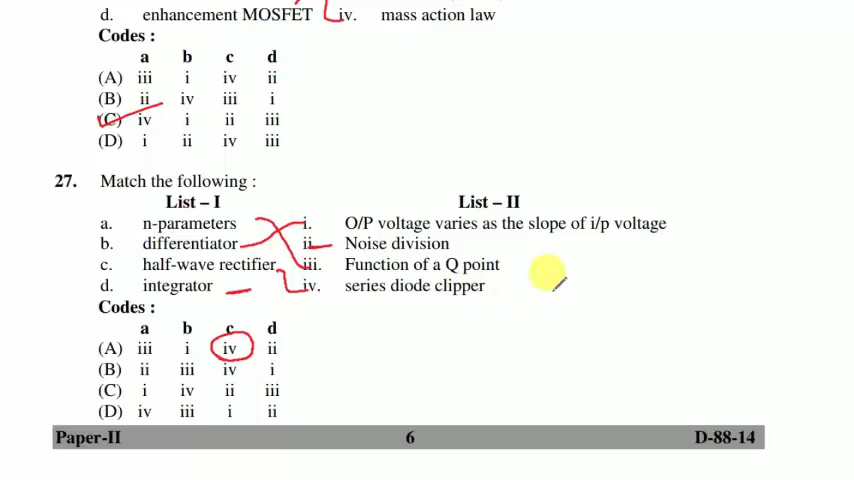 d. enhancement MOSFET iv. mass action law
Codes :
a b c d
(A) iii i iv ii
(B) ii iv iii i
(C) iv i ii iii
(D) i ii iv iii
27. Match the following :
List – I List – II
a. n-parameters i. O/P voltage varies as the slope of i/p voltage
b. differentiator ii. Noise division
c. half-wave rectifier iii. Function of a Q point
d. integrator iv. series diode clipper
Codes :
a b c d
(A) iii i iv ii
(B) ii iii iv i
(C) i iv ii iii
(D) iv iii i ii
Paper-II 6 D-88-14